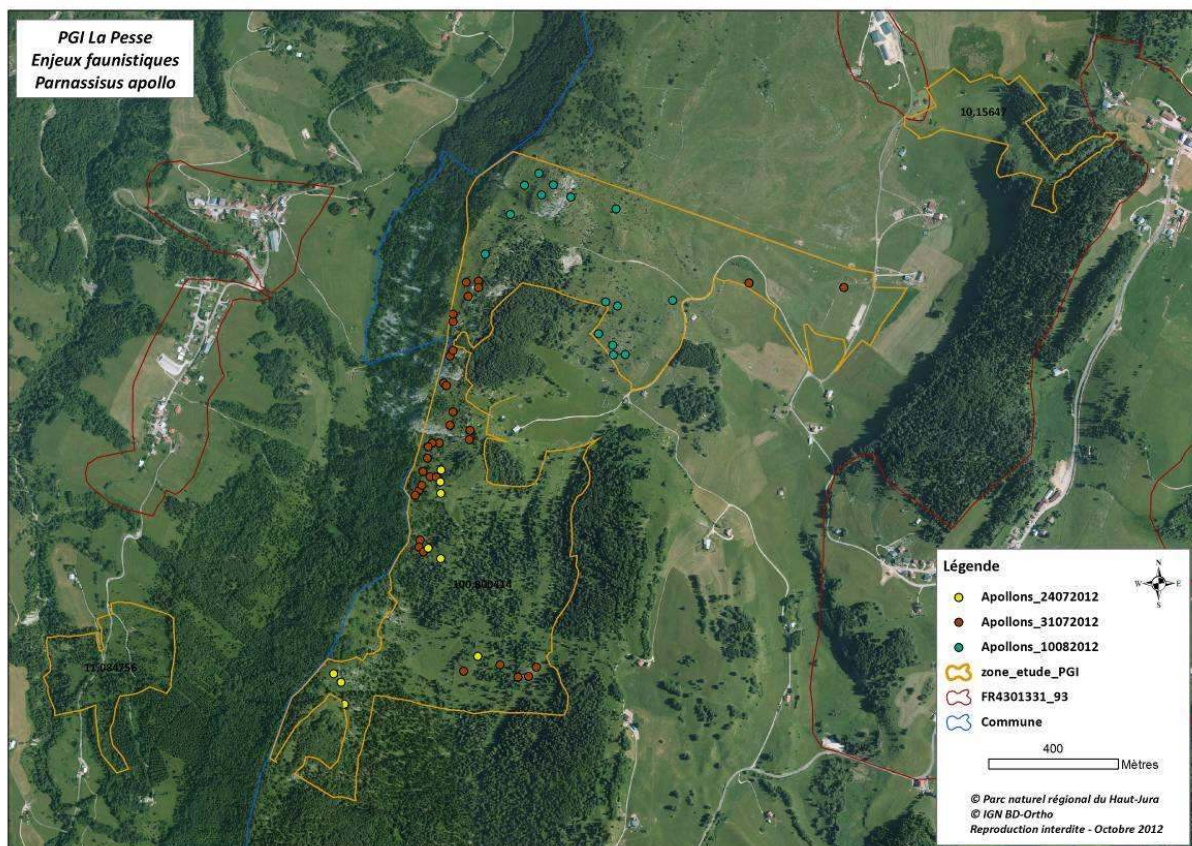 PGI La Pesse
Enjeux faunistiques
Parnassisus apollo
10,15647
11,084756
Légende
N
W E
S
Apollons_24072012
Apollons_31072012
Apollons_10082012
zone_etude_PGI
FR4301331_93
Commune
400
Mètres
© Parc naturel régional du Haut-Jura
© IGN BD-Ortho
Reproduction interdite - Octobre 2012